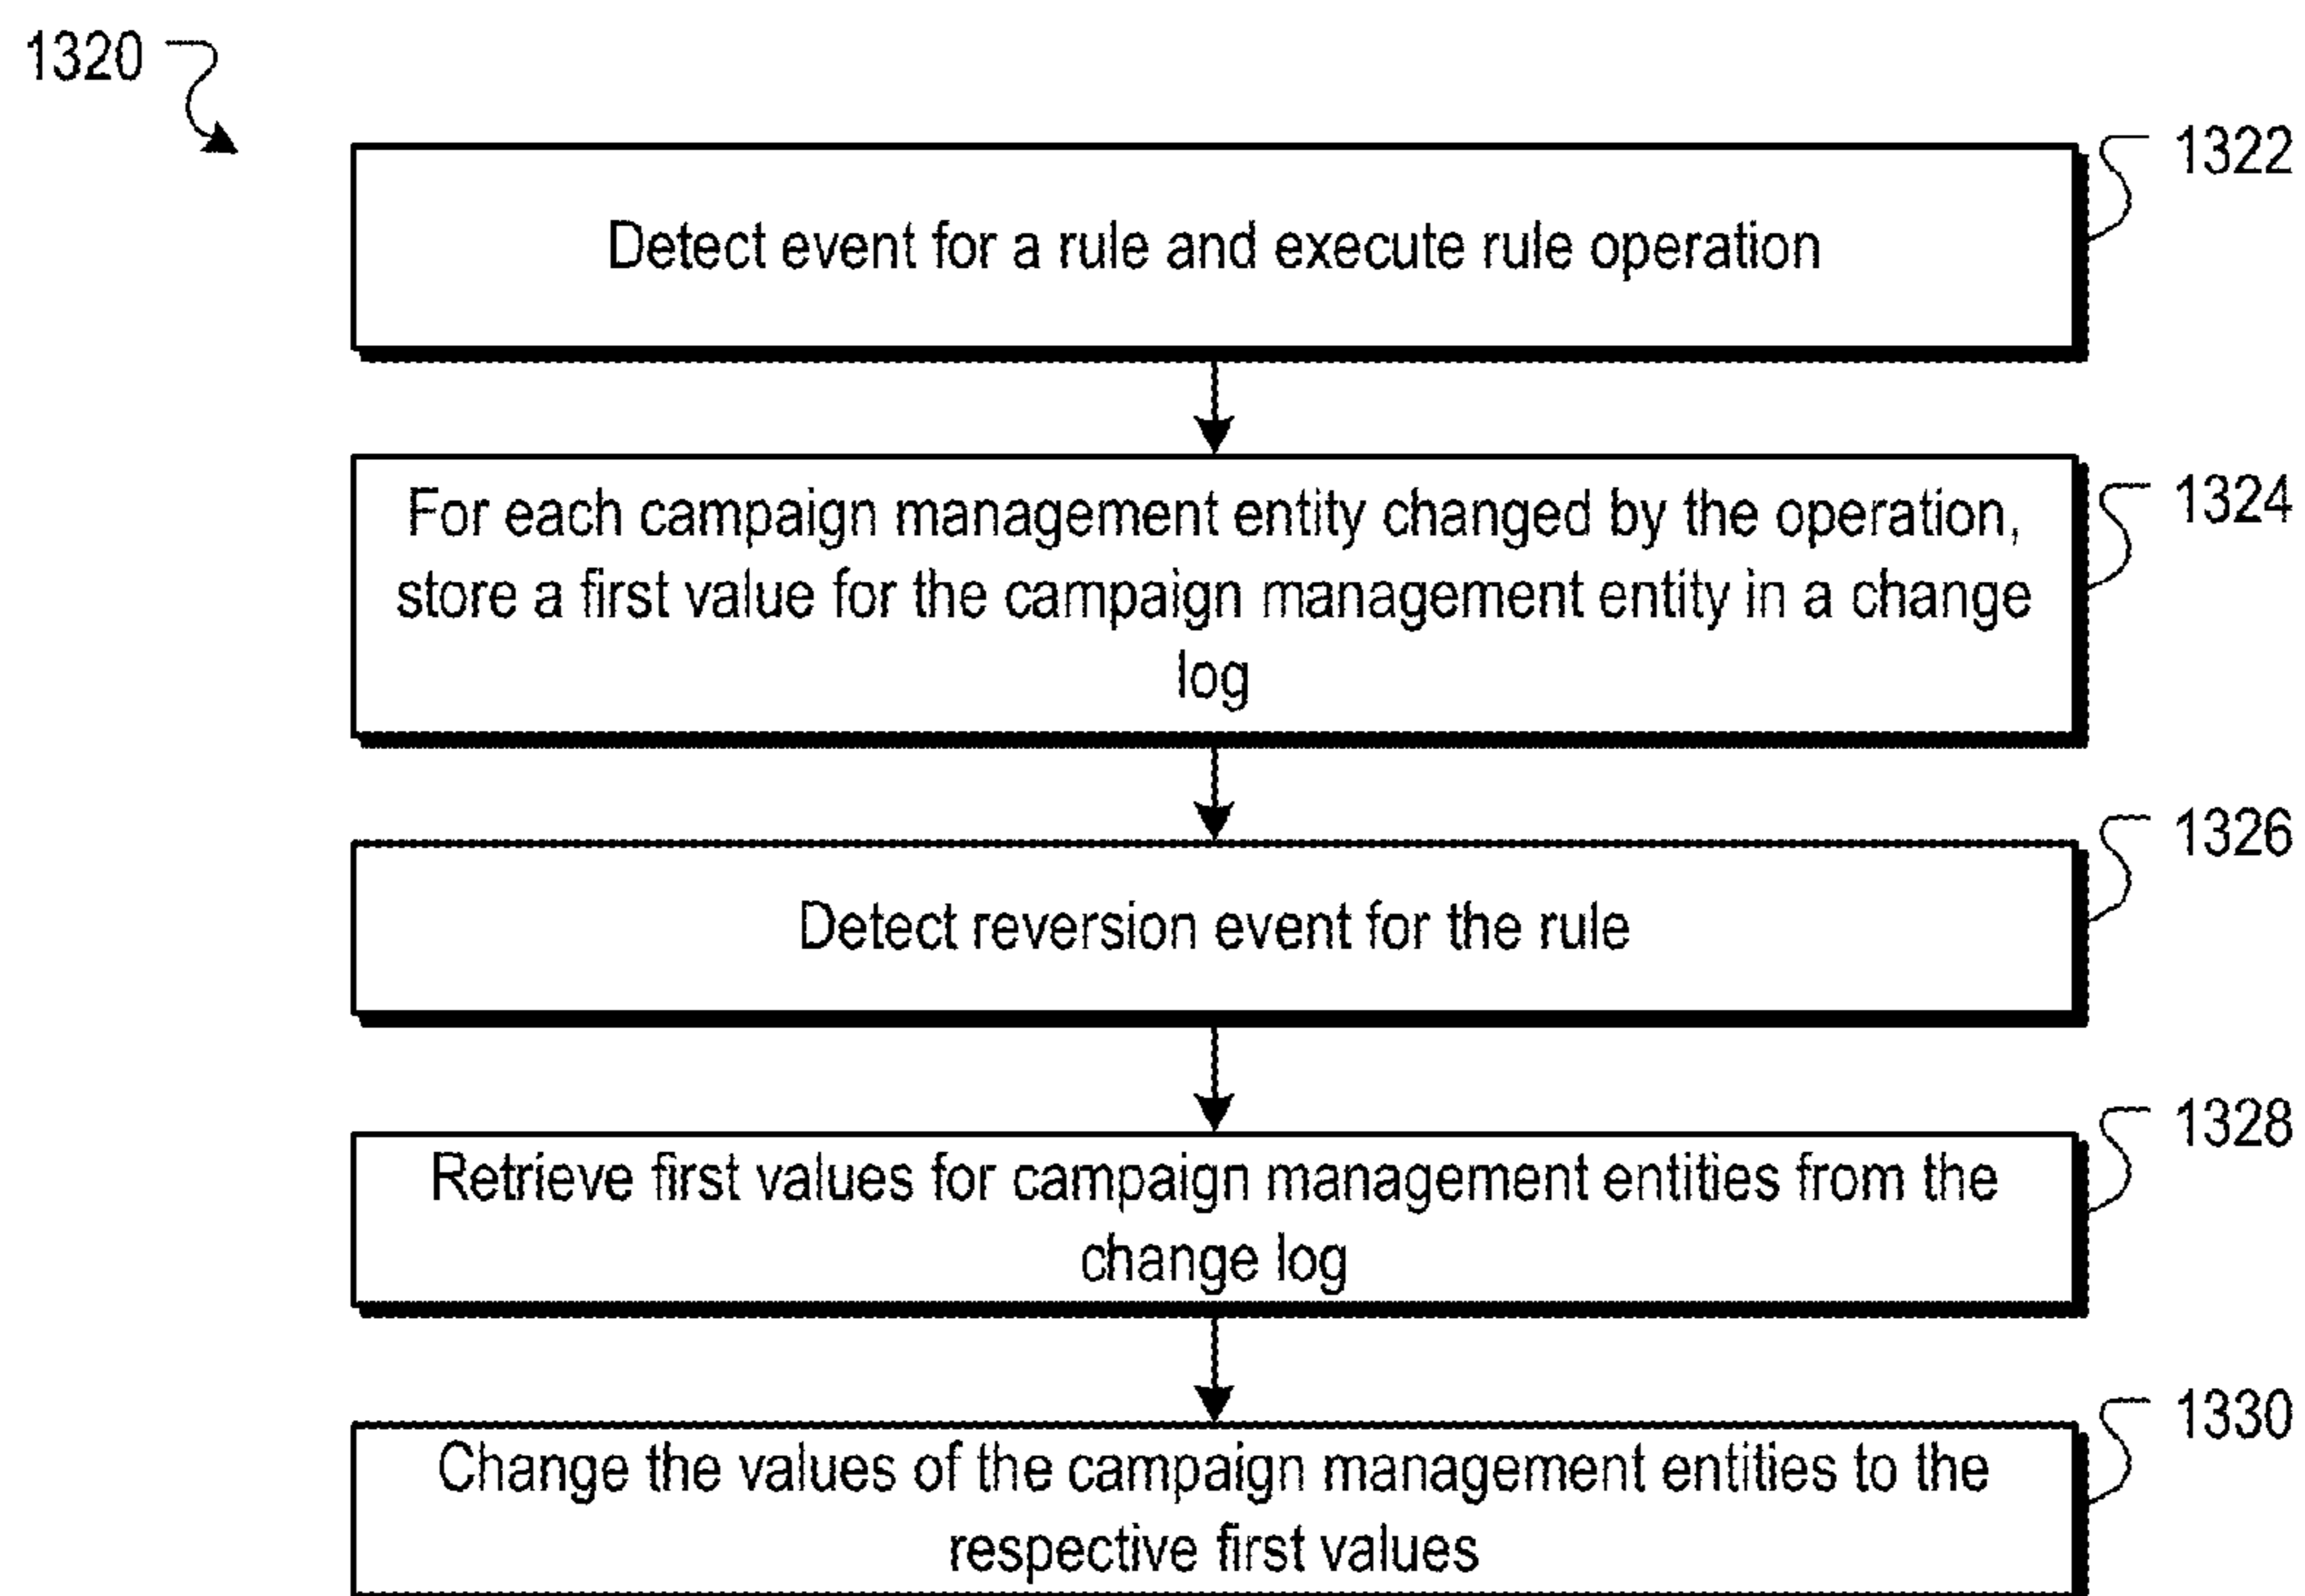 1320
1322
Detect event for a rule and execute rule operation
1324
For each campaign management entity changed by the operation,
store a first value for the campaign management entity in a change
log
1326
Detect reversion event for the rule
1328
Retrieve first values for campaign management entities from the
change log
1330
Change the values of the campaign management entities to the
respective first values